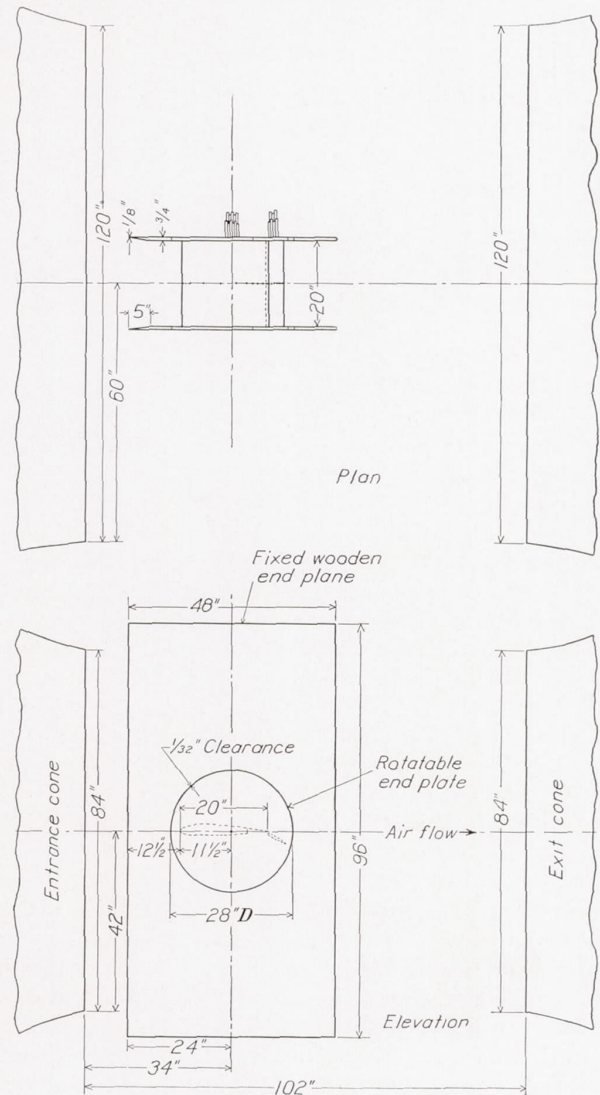 120"
1/8"
3/4"
120"
5"
20"
60"
Plan
Fixed wooden
end plane
48"
1/32" Clearance
Rotatable
end plate
20"
Entrance cone
84"
Air flow
84"
Exit cone
96"
12½"
11½"
42"
28"D
Elevation
24"
34"
102"